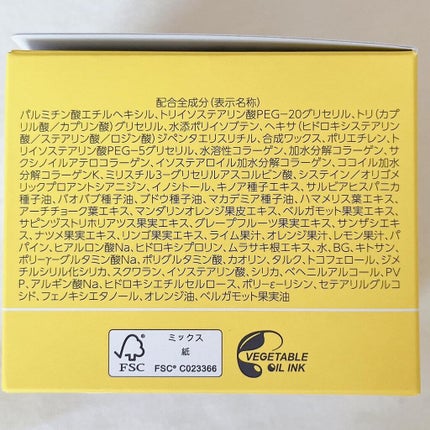 配合全成分(表示名称)
パルミチン酸エチルヘキシル、トリイソステアリン酸PEG-20グリセリル、トリ(カプ
リル酸/カプリン酸)グリセリル、水添ポリイソブテン、ヘキサ(ヒドロキシステアリン
酸/ステアリン酸/ロジン酸)ジペンタエリスリチル、合成ワックス、ポリエチレン、ト
リイソステアリン酸PEG-5グリセリル、水溶性コラーゲン、加水分解コラーゲン、サ
クシノイルアテロコラーゲン、イソステアロイル加水分解コラーゲン、ココイル加水
分解コラーゲンK、ミリスチル3-グリセリルアスコルビン酸、システイン/オリゴメ
リックプロアントシアニジン、イノシトール、キノア種子エキス、サルビアヒスパニカ
種子油、バオバブ種子油、ブドウ種子油、マカデミア種子油、ハマメリス葉エキス、
アーチチョーク葉エキス、マンダリンオレンジ果皮エキス、ベルガモット果実エキス、
サピンヅストリホリアツス果実エキス、グレープフルーツ果実エキス、サンザシエキ
ス、ナツメ果実エキス、リンゴ果実エキス、ライム果汁、オレンジ果汁、レモン果汁、パ
パイン、ヒアルロン酸Na、ヒドロキシプロリン、ムラサキ根エキス、水、BG、キトサン、
ポリ-γ-グルタミン酸Na、ポリグルタミン酸、カオリン、タルク、トコフェロール、ジメ
チルシリル化シリカ、スクワラン、イソステアリン酸、シリカ、ベヘニルアルコール、PV
P、アルギン酸Na、ヒドロキシエチルセルロース、ポリ-ε-リシン、セテアリルグルコ
シド、フェノキシエタノール、オレンジ油、ベルガモット果実油
ミックス
紙
FSC
FSC® C023366
VEGETABLE
OIL INK